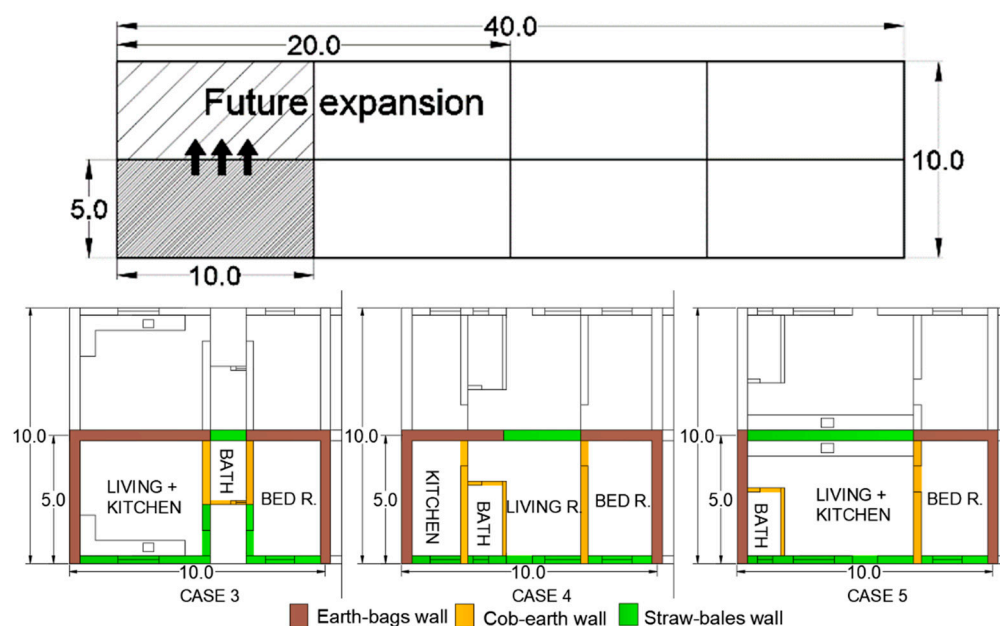 40.0
20.0
Future expansion
10.0
5.0
10.0
10.0
5.0
LIVING +
KITCHEN
BATH
BED R.
10.0
CASE 3
10.0
5.0
KITCHEN
BATH
LIVING R.
BED R.
10.0
CASE 4
10.0
5.0
BATH
LIVING +
KITCHEN
BED R.
10.0
CASE 5
Earth-bags wall
Cob-earth wall
Straw-bales wall